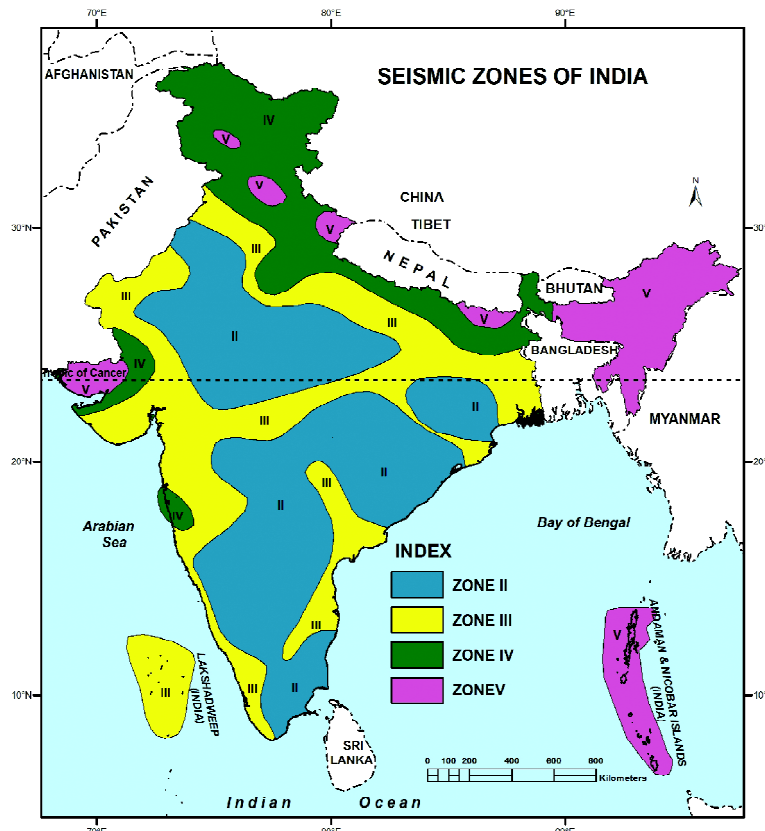 70°E 80°E 90°E
AFGHANISTAN
SEISMIC ZONES OF INDIA
IV
V
V
N
PAKISTAN
CHINA
TIBET
30°N
V
III
NEPAL
III
BHUTAN
V
V
III
II
BANGLADESH
IV
of Cancer
V
II
III
MYANMAR
20°N
III
II
II
IV
Arabian
Sea
Bay of Bengal
INDEX
ZONE II
ZONE III
ZONE IV
ZONEV
III
V
ANDAMAN & NICOBAR ISLANDS
(INDIA)
LAKSHADWEEP
(INDIA)
III
III
II
10°N
SRI
LANKA
0 100 200 400 600 800
Kilometers
Indian Ocean